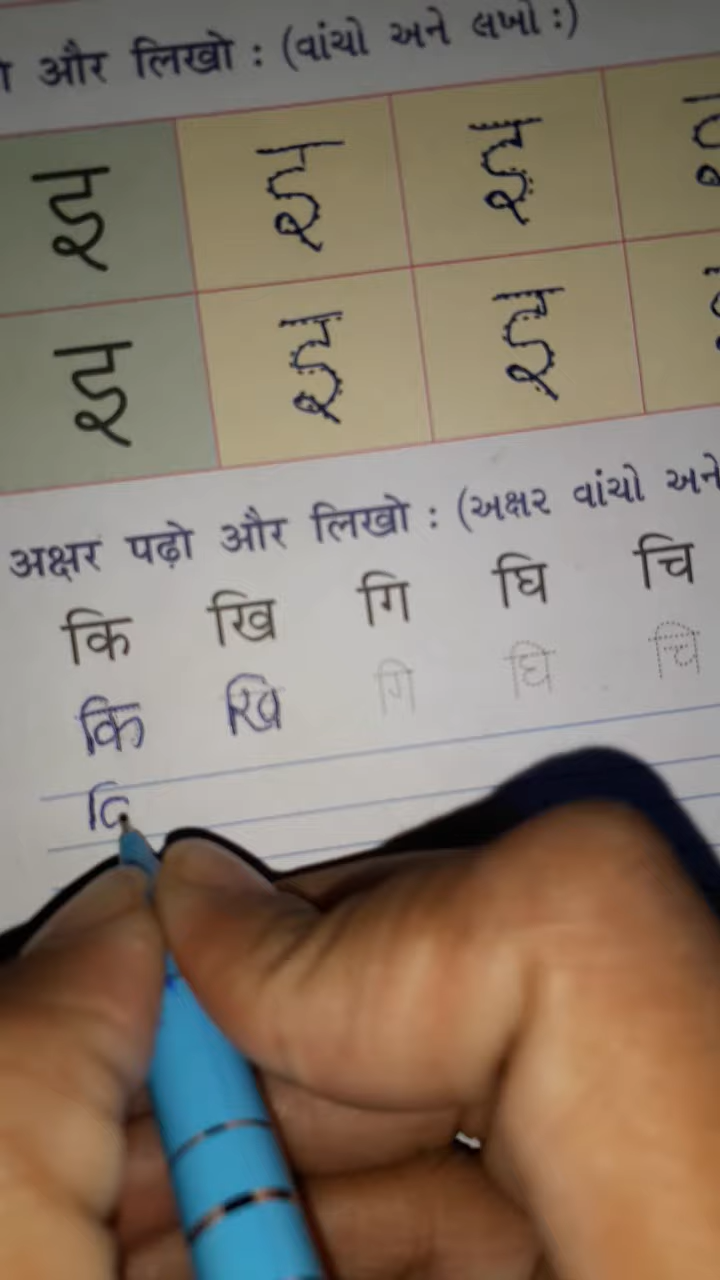 और लिखो : (વાંચો અને લખો :)
इ इ इ
इ इ इ
अक्षर पढ़ो और लिखो : (અક્ષર વાંચો અને
कि खि गि घि चि
कि खि गि घि चि